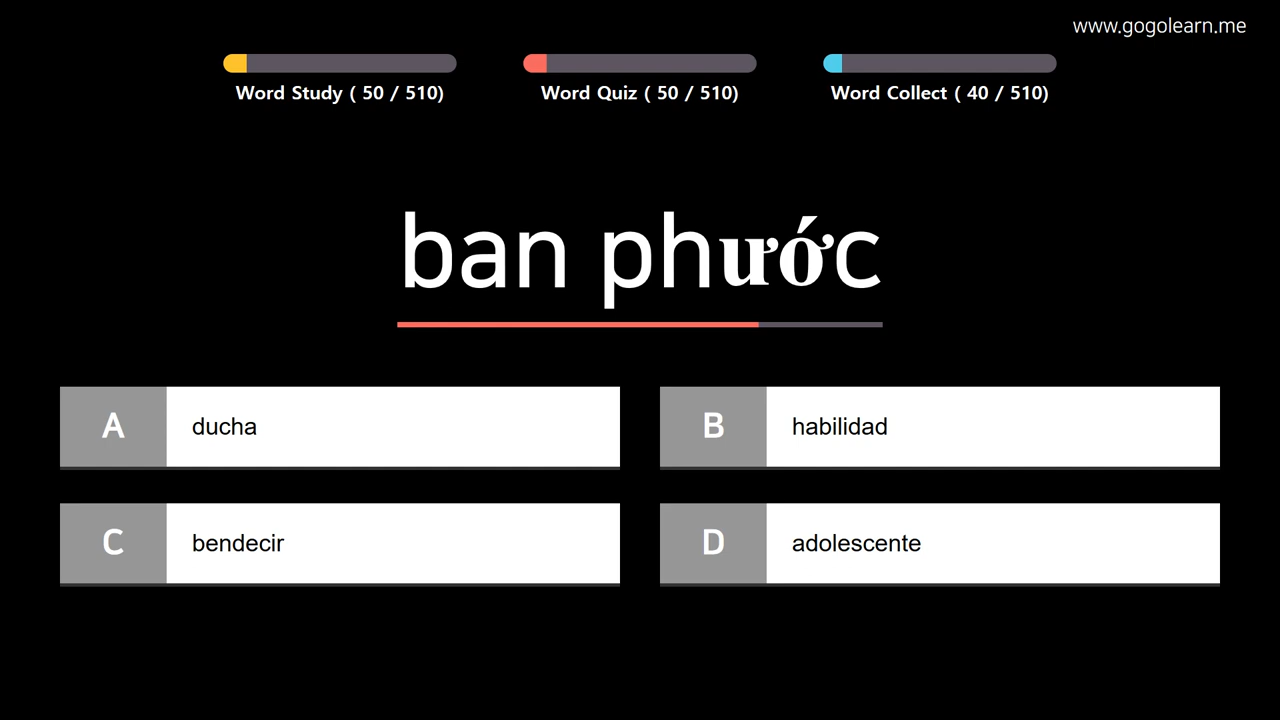 www.gogolearn.me
Word Study ( 50 / 510)
Word Quiz ( 50 / 510)
Word Collect ( 40 / 510)
ban phước
A ducha
B habilidad
C bendecir
D adolescente